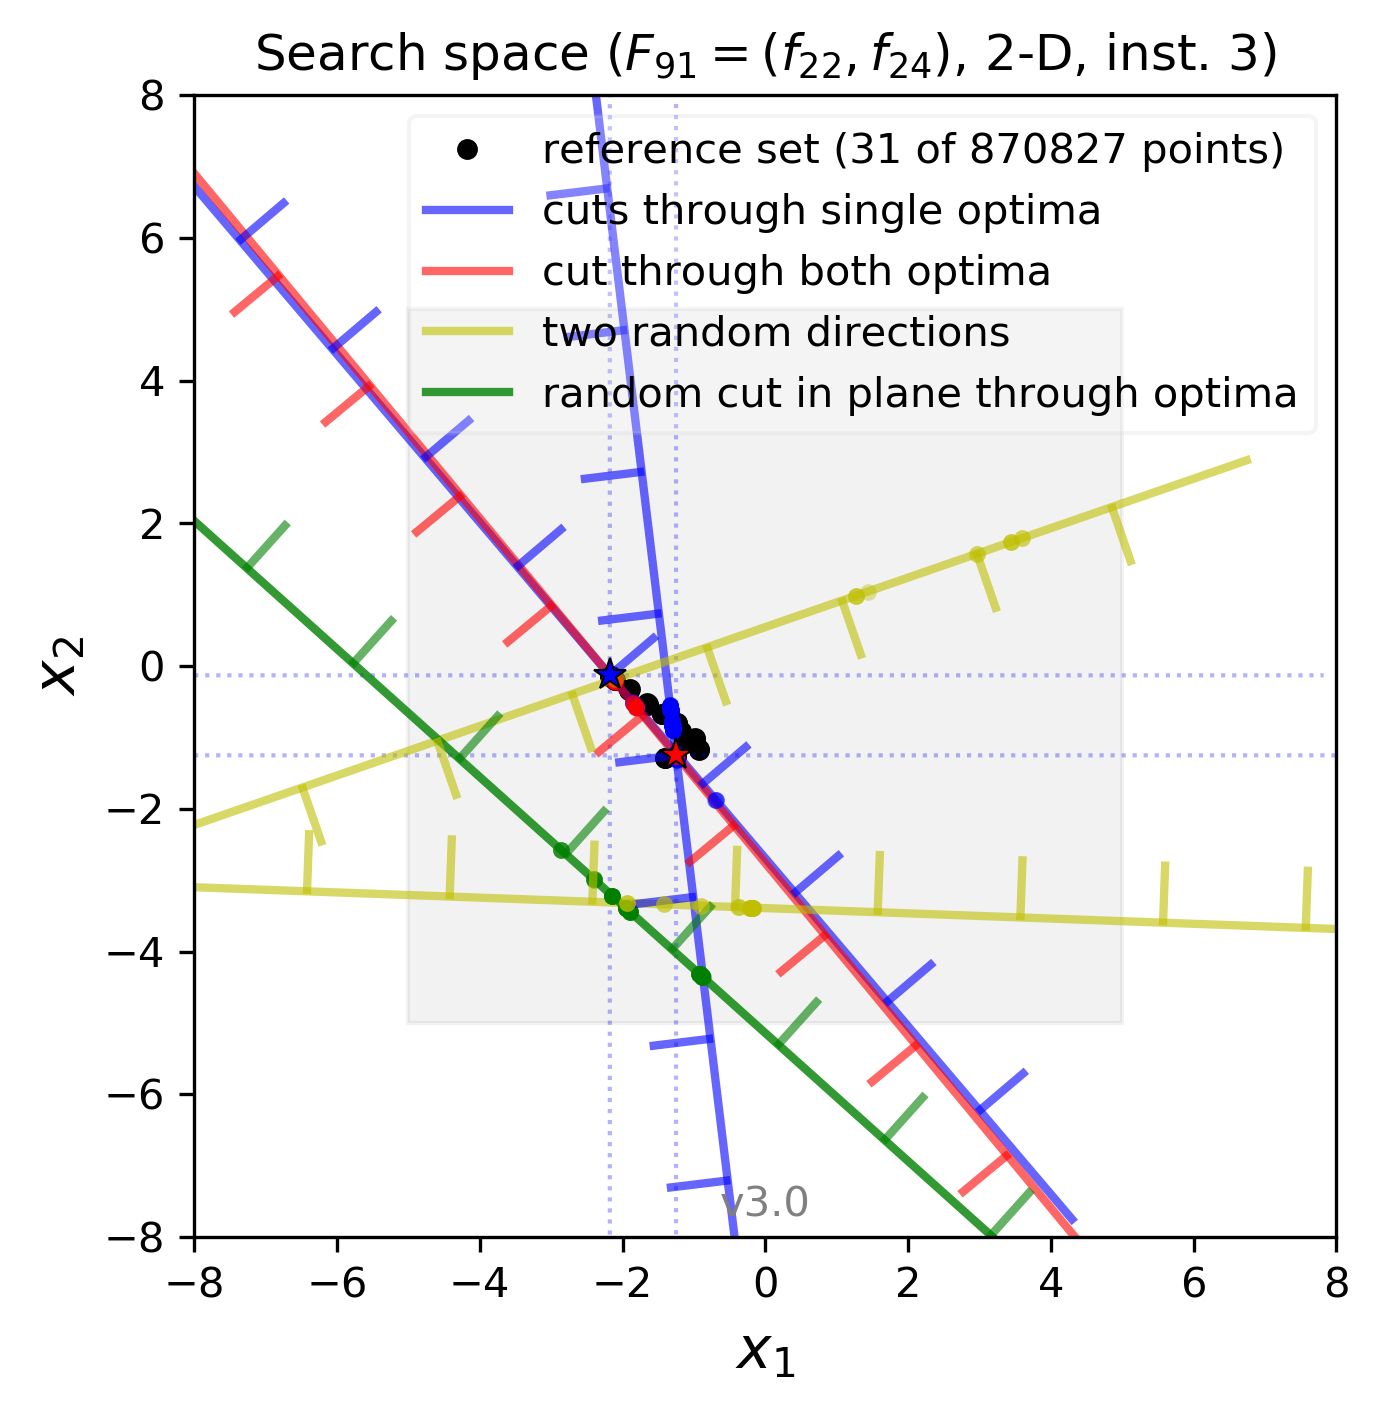 Search space (F₉₁ = (f₂₂, f₂₄), 2-D, inst. 3)
reference set (31 of 870827 points)
cuts through single optima
cut through both optima
two random directions
random cut in plane through optima
8
6
4
2
0
−2
−4
−6
−8
x₂
v3.0
−8 −6 −4 −2 0 2 4 6 8
x₁